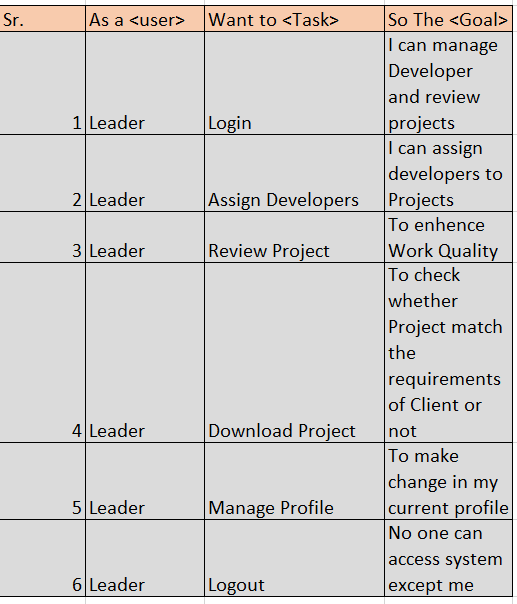 Sr. As a <user> Want to <Task> So The <Goal>
I can manage
Developer
and review
1 Leader Login projects
I can assign
developers to
2 Leader Assign Developers Projects
To enhence
3 Leader Review Project Work Quality
To check
whether
Project match
the
requirements
of Client or
4 Leader Download Project not
To make
change in my
5 Leader Manage Profile current profile
No one can
access system
6 Leader Logout except me